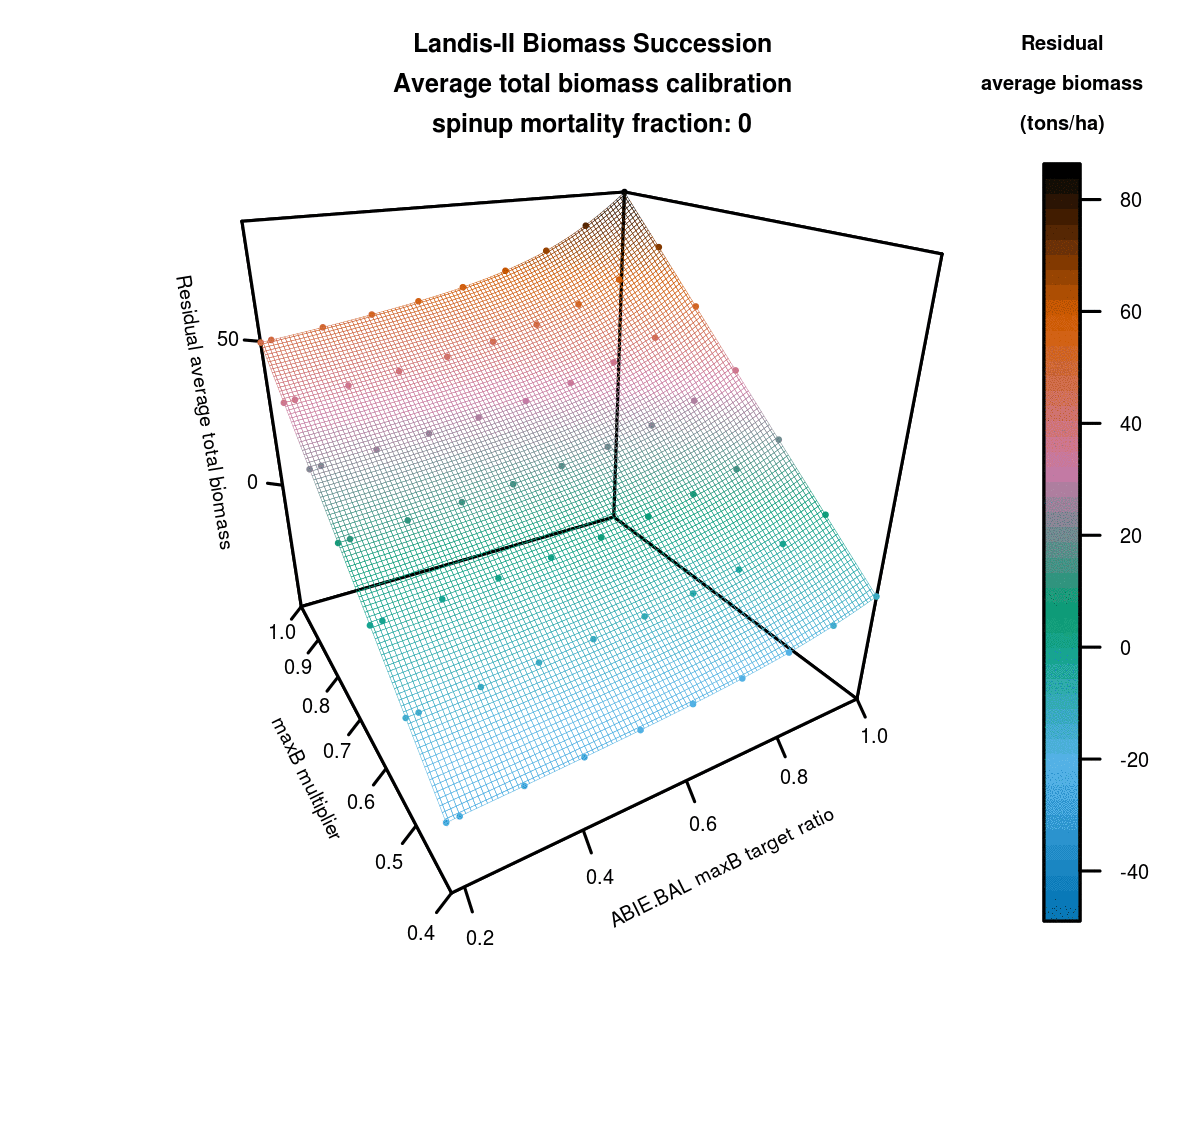 Landis-II Biomass Succession
Average total biomass calibration
spinup mortality fraction: 0
Residual
average biomass
(tons/ha)
80
60
40
20
0
-20
-40
Residual average total biomass
50
0
1.0
0.9
0.8
0.7
0.6
0.5
0.4
maxB multiplier
0.2
0.4
0.6
0.8
1.0
ABIE.BAL maxB target ratio